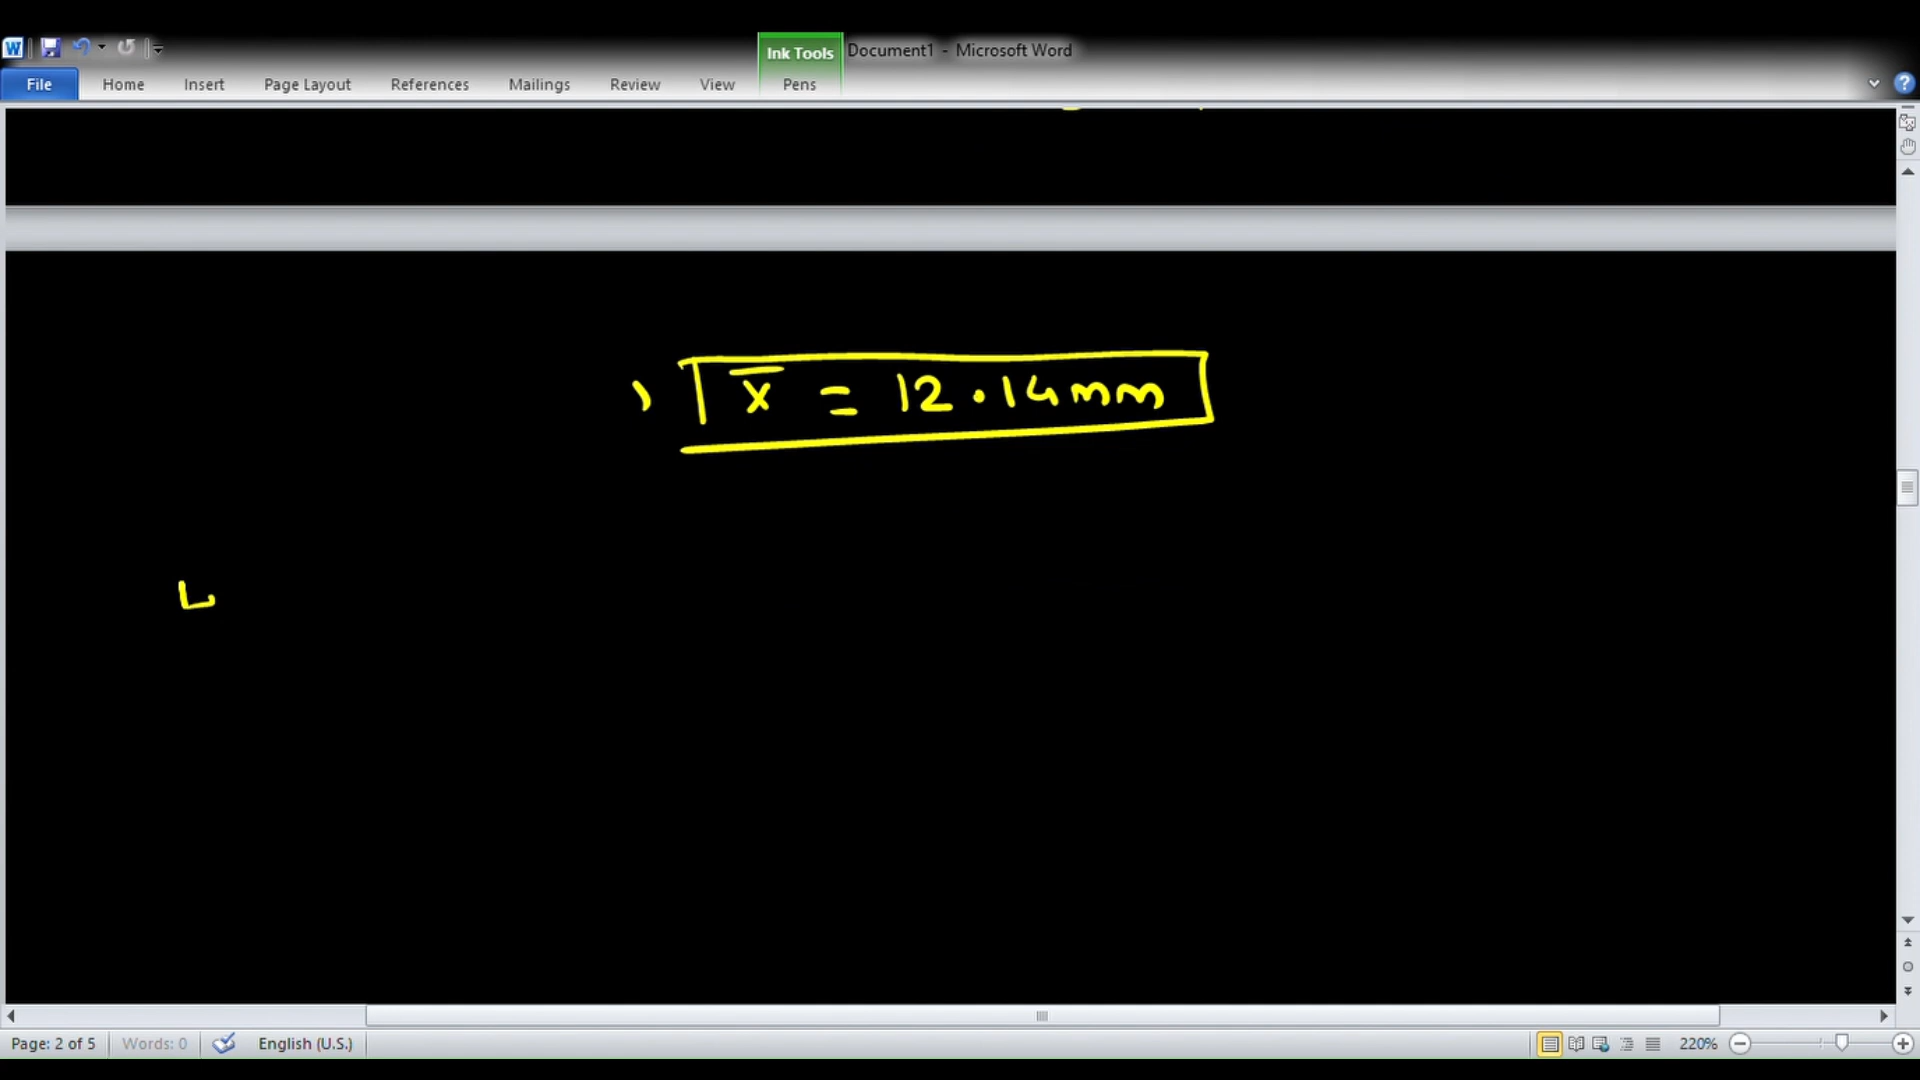 Ink Tools Document1 - Microsoft Word
File Home Insert Page Layout References Mailings Review View Pens
x̄ = 12.14mm
Page: 2 of 5 Words: 0 English (U.S.) 220%